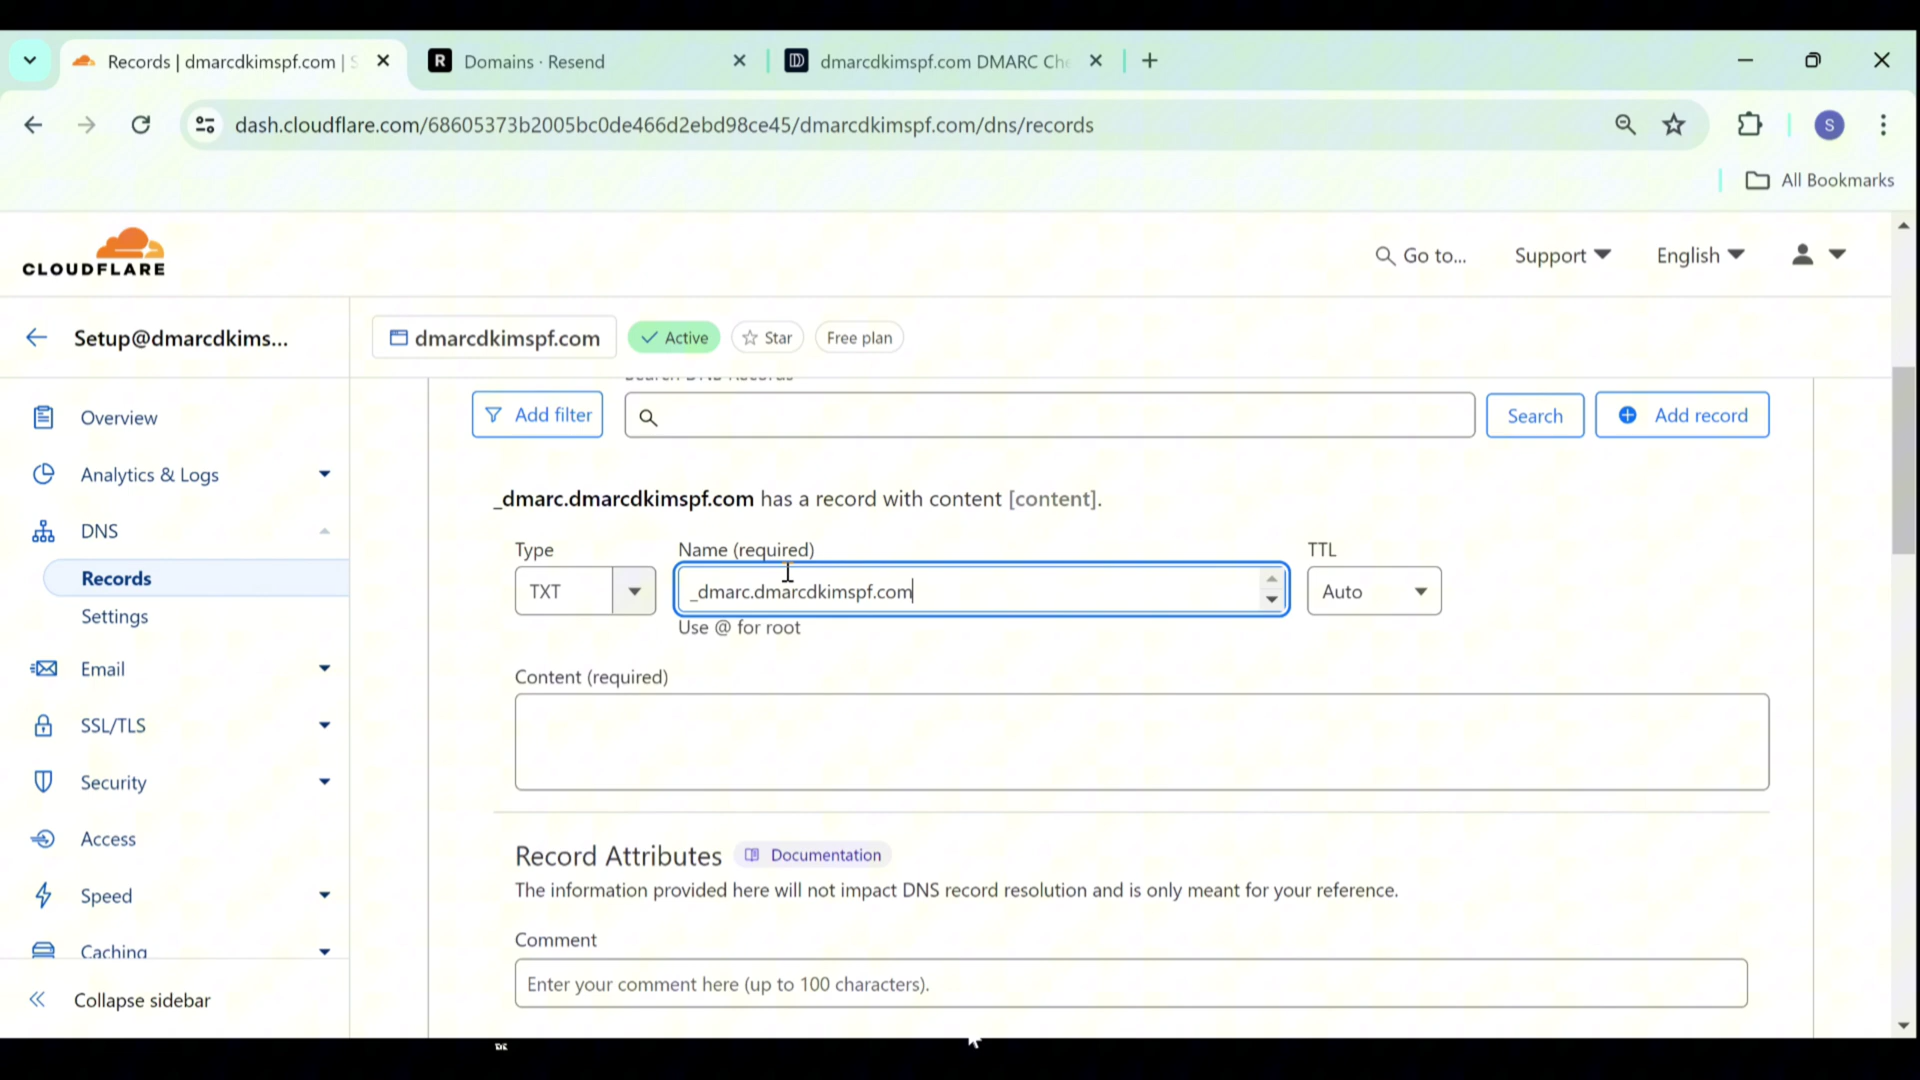 Records | dmarcdkimspf.com | S
Domains · Resend
dmarcdkimspf.com DMARC Che
dash.cloudflare.com/68605373b2005bc0de466d2ebd98ce45/dmarcdkimspf.com/dns/records
S
All Bookmarks
CLOUDFLARE
Go to...
Support
English
Setup@dmarcdkims...
dmarcdkimspf.com
Active
Star
Free plan
Overview
Analytics & Logs
DNS
Records
Settings
Email
SSL/TLS
Security
Access
Speed
Caching
Collapse sidebar
Search DNS Records
Add filter
Search
Add record
_dmarc.dmarcdkimspf.com has a record with content [content].
Type
Name (required)
TTL
TXT
_dmarc.dmarcdkimspf.com
Auto
Use @ for root
Content (required)
Record Attributes
Documentation
The information provided here will not impact DNS record resolution and is only meant for your reference.
Comment
Enter your comment here (up to 100 characters).